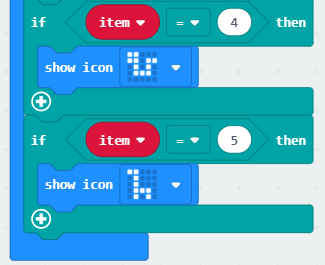 if item = 4 then
show icon
if item = 5 then
show icon